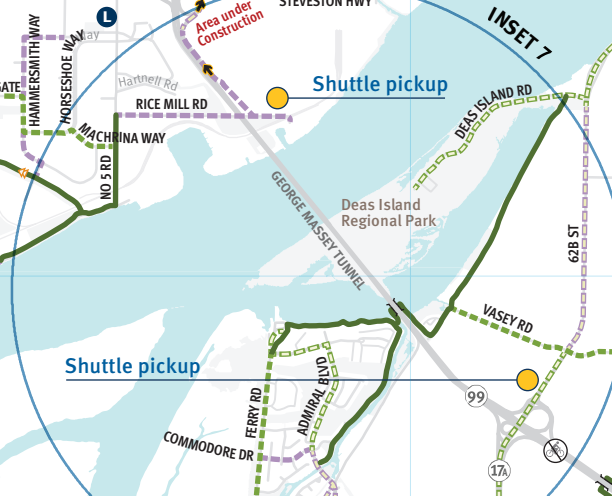 STEVESTON HWY
L
Area under
Construction
INSET 7
Way
HAMMERSMITH WAY
HORSESHOE WAY
GATE
Hartnell Rd
Shuttle pickup
RICE MILL RD
DEAS ISLAND RD
MACHRINA WAY
NO 5 RD
GEORGE MASSEY TUNNEL
Deas Island
Regional Park
62B ST
VASEY RD
Shuttle pickup
FERRY RD
ADMIRAL BLVD
99
COMMODORE DR
17A